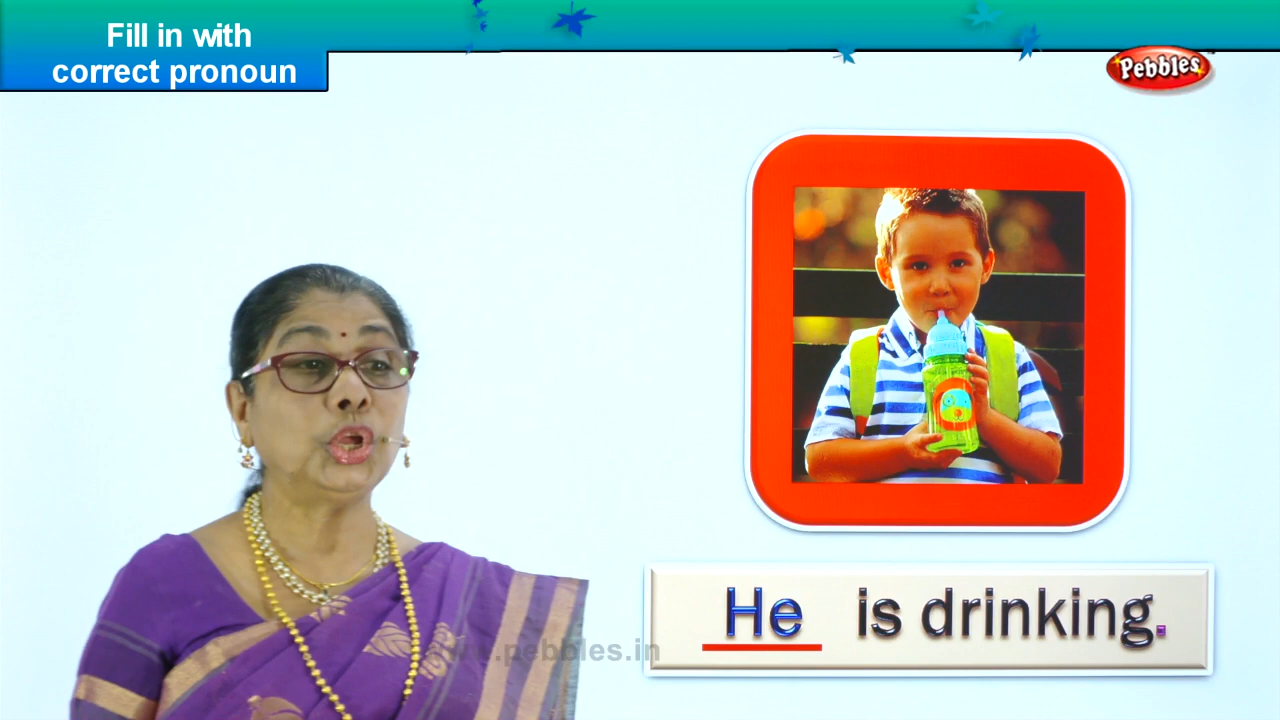 Fill in with
correct pronoun
Pebbles
He is drinking.
www.pebbles.in